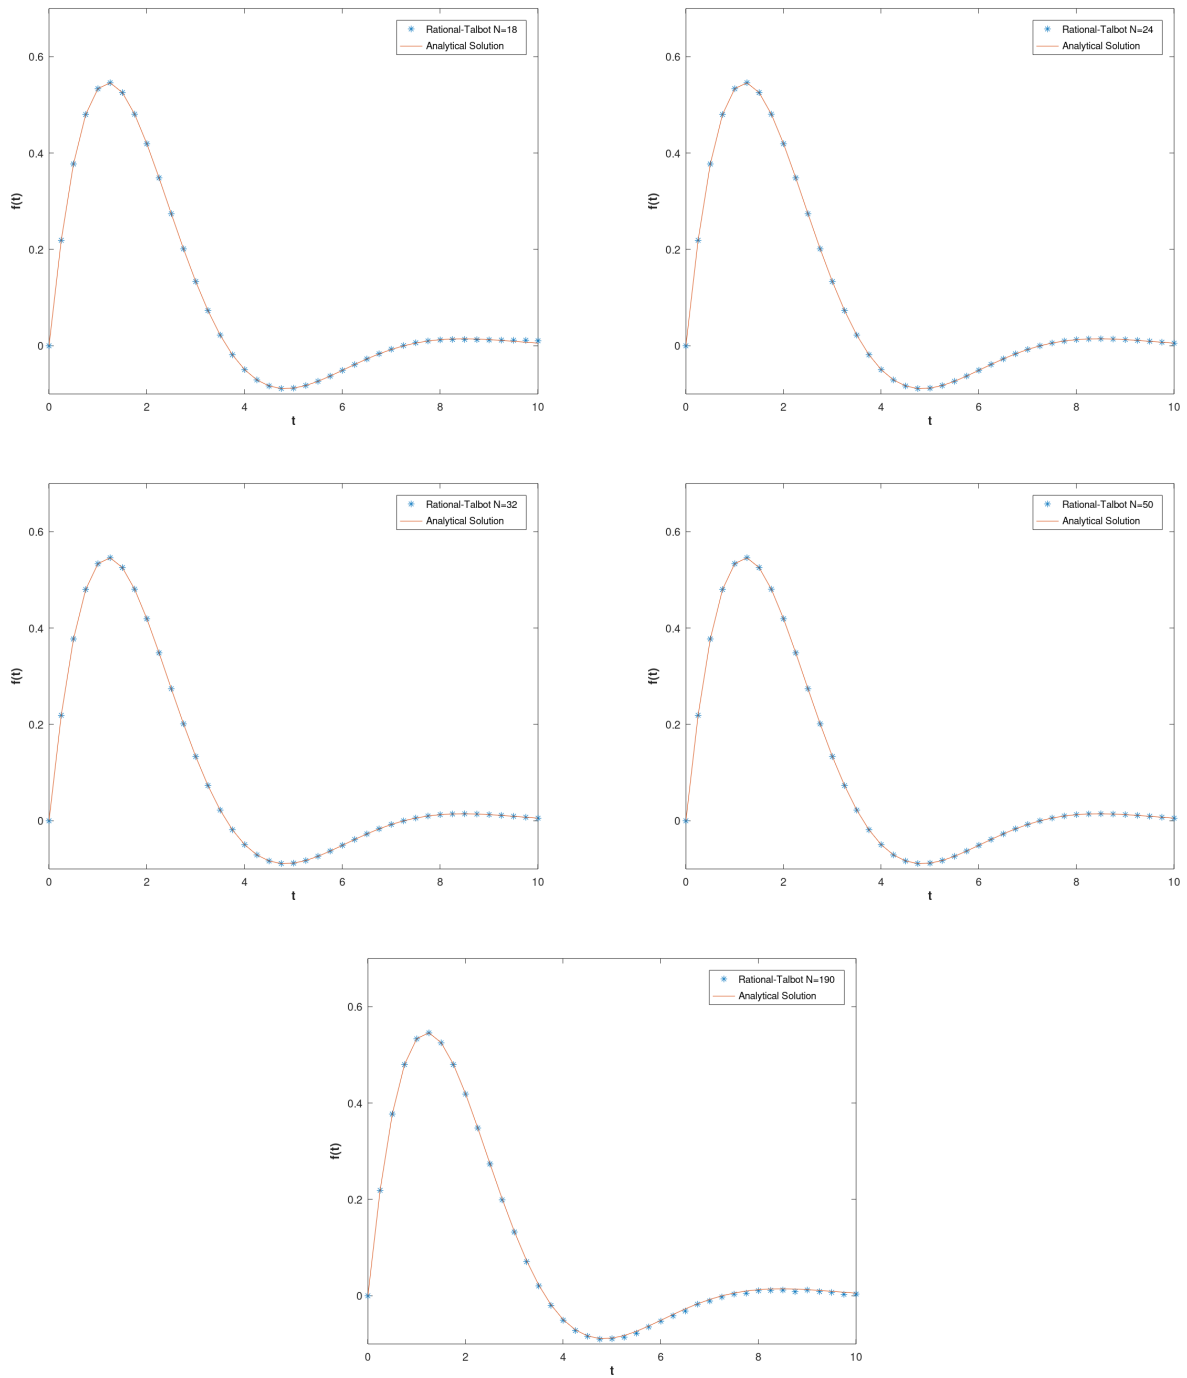 Rational-Talbot N=18
Analytical Solution
0.6
0.4
0.2
0
f(t)
0 2 4 6 8 10
t
Rational-Talbot N=24
Analytical Solution
0.6
0.4
0.2
0
f(t)
0 2 4 6 8 10
t
Rational-Talbot N=32
Analytical Solution
0.6
0.4
0.2
0
f(t)
0 2 4 6 8 10
t
Rational-Talbot N=50
Analytical Solution
0.6
0.4
0.2
0
f(t)
0 2 4 6 8 10
t
Rational-Talbot N=190
Analytical Solution
0.6
0.4
0.2
0
f(t)
0 2 4 6 8 10
t